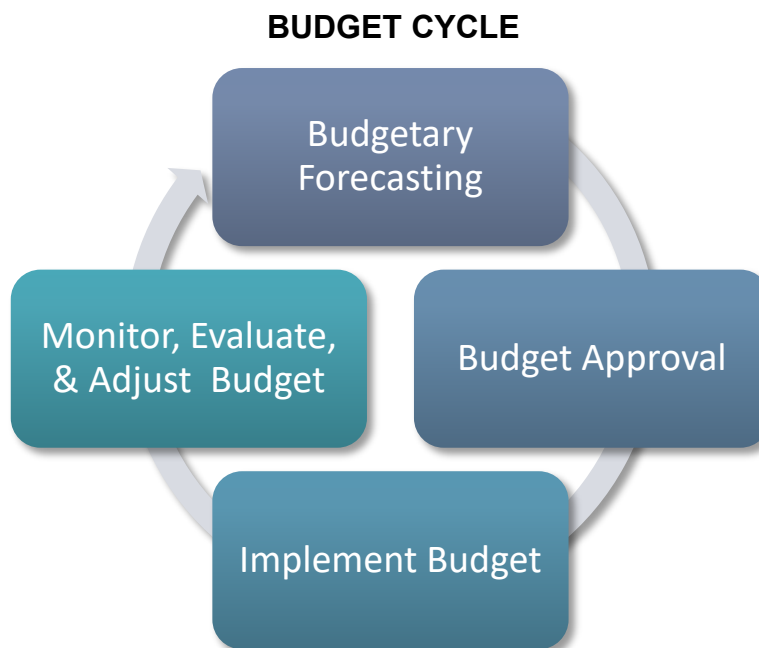 BUDGET CYCLE
Budgetary
Forecasting
Budget Approval
Implement Budget
Monitor, Evaluate,
& Adjust  Budget